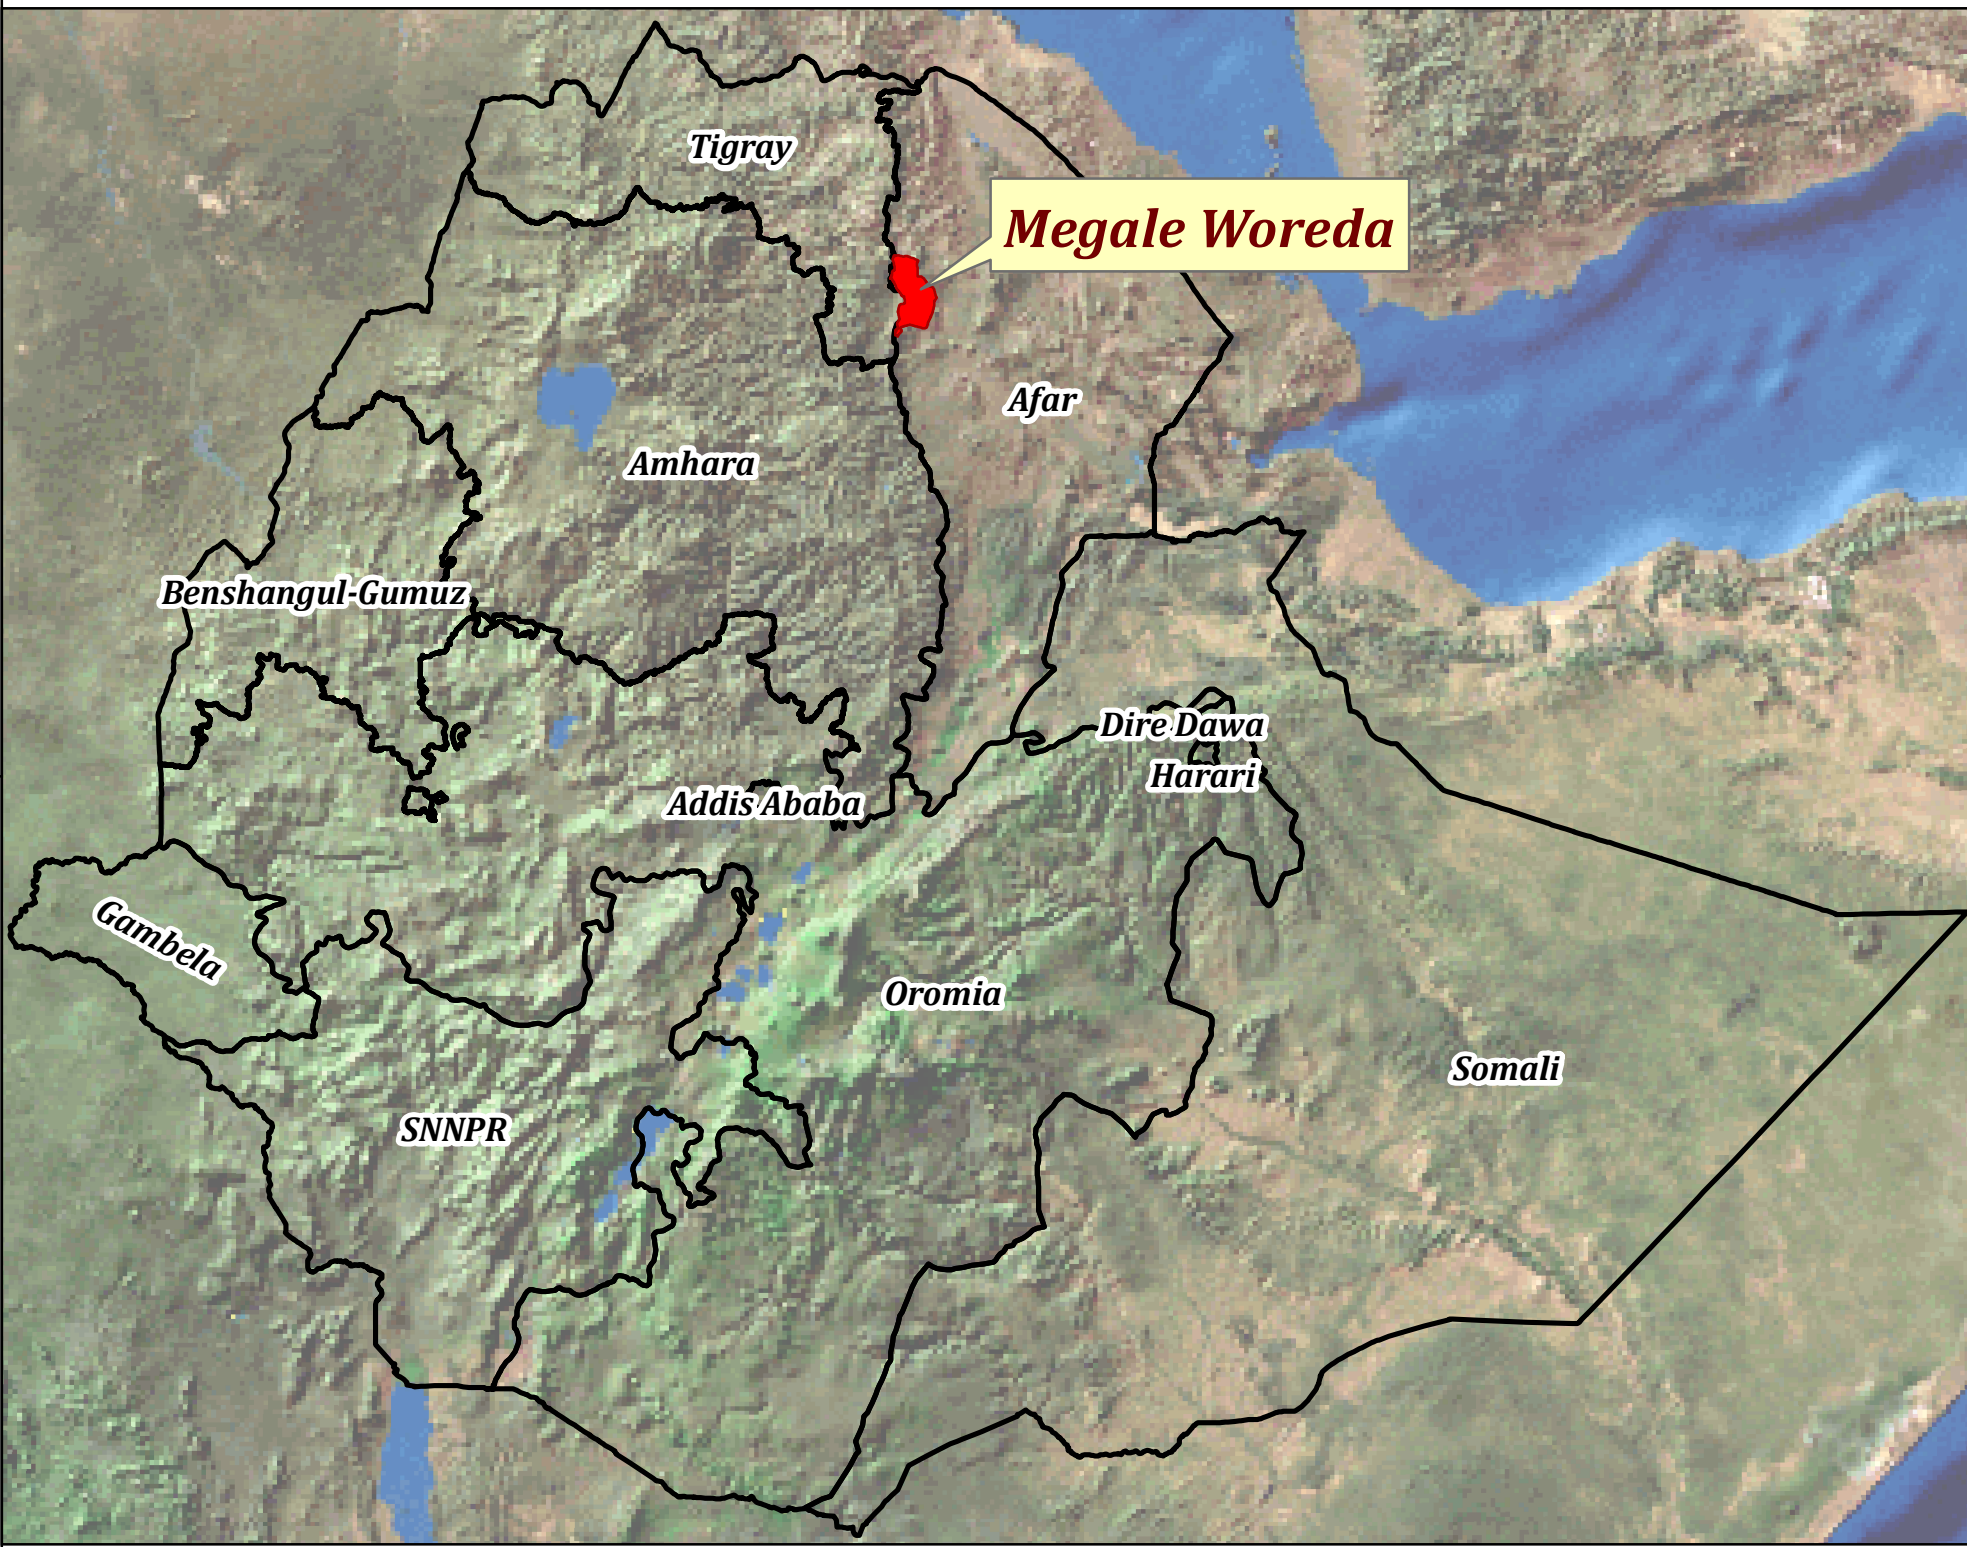 Tigray
Megale Woreda
Afar
Amhara
Benshangul-Gumuz
Dire Dawa
Harari
Addis Ababa
Gambela
Oromia
Somali
SNNPR